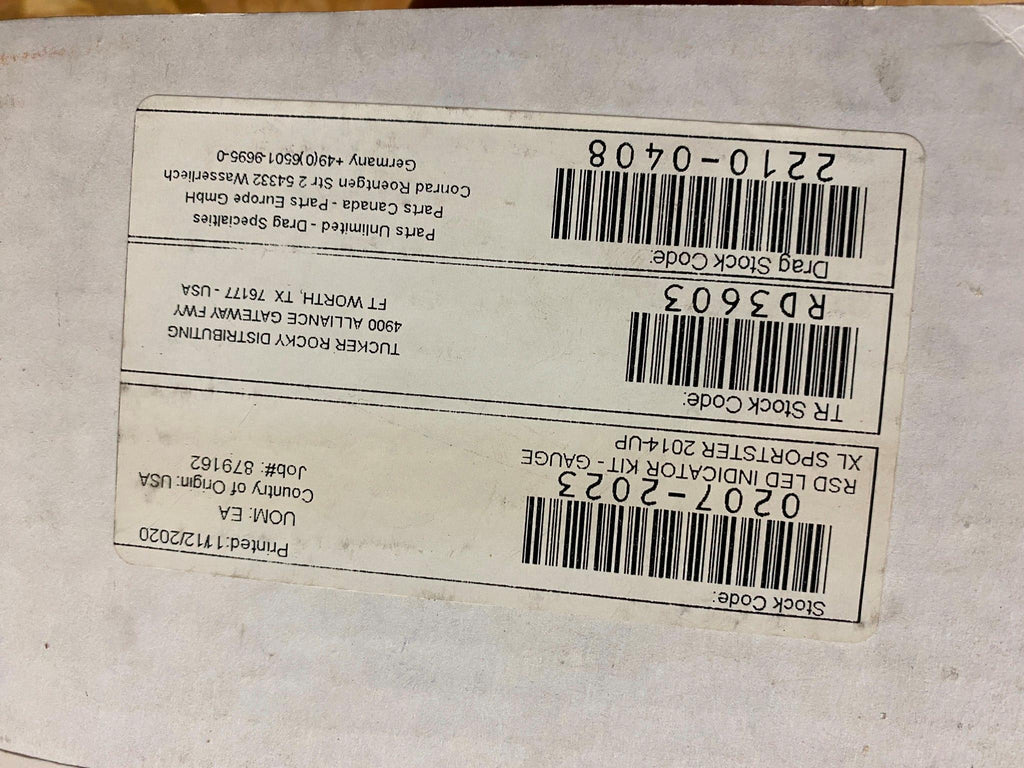 Stock Code:
0207-2023
RSD LED INDICATOR KIT - GAUGE
XL SPORTSTER 2014-UP
Printed:11/12/2020
UOM: EA
Country of Origin: USA
Job#: 879162
TR Stock Code:
RD3603
TUCKER ROCKY DISTRIBUTING
4900 ALLIANCE GATEWAY FWY
FT WORTH, TX 76177 - USA
Drag Stock Code:
2210-0408
Parts Unlimited - Drag Specialties
Parts Canada - Parts Europe GmbH
Conrad Roentgen Str 2 54332 Wasserliech
Germany +49(0)6501-9695-0